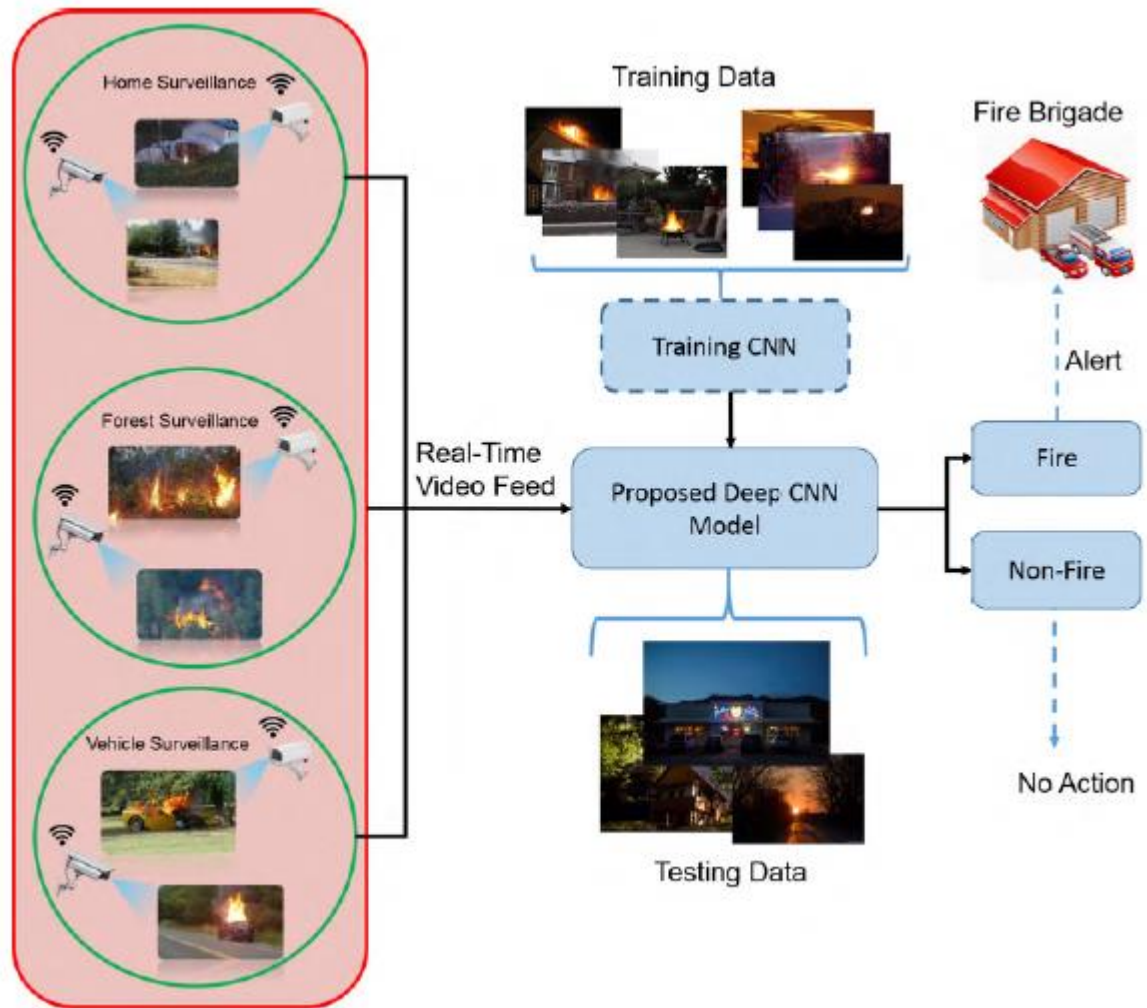 Home Surveillance
Forest Surveillance
Vehicle Surveillance
Real-Time
Video Feed
Training Data
Training CNN
Proposed Deep CNN
Model
Testing Data
Fire Brigade
Alert
Fire
Non-Fire
No Action